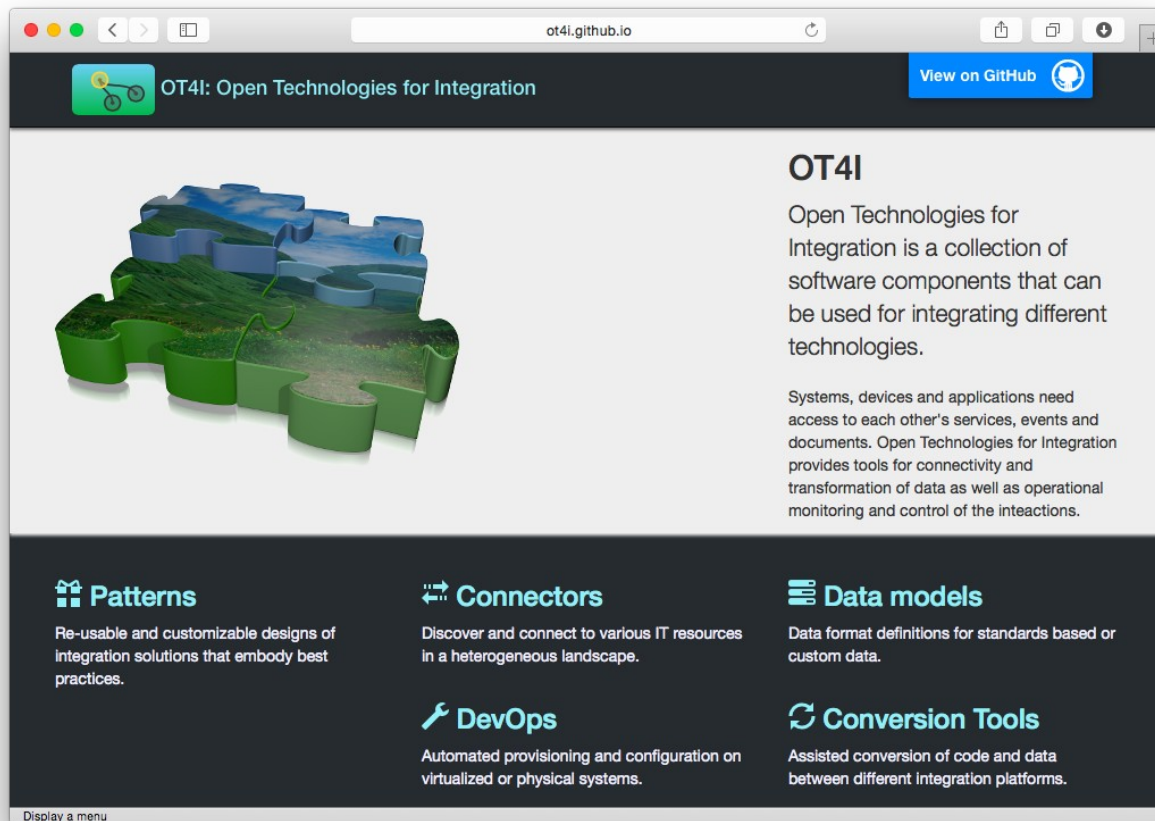 ot4i.github.io
OT4I: Open Technologies for Integration
View on GitHub
OT4I
Open Technologies for
Integration is a collection of
software components that can
be used for integrating different
technologies.
Systems, devices and applications need
access to each other's services, events and
documents. Open Technologies for Integration
provides tools for connectivity and
transformation of data as well as operational
monitoring and control of the inteactions.
Patterns
Re-usable and customizable designs of
integration solutions that embody best
practices.
Connectors
Discover and connect to various IT resources
in a heterogeneous landscape.
Data models
Data format definitions for standards based or
custom data.
DevOps
Automated provisioning and configuration on
virtualized or physical systems.
Conversion Tools
Assisted conversion of code and data
between different integration platforms.
Display a menu